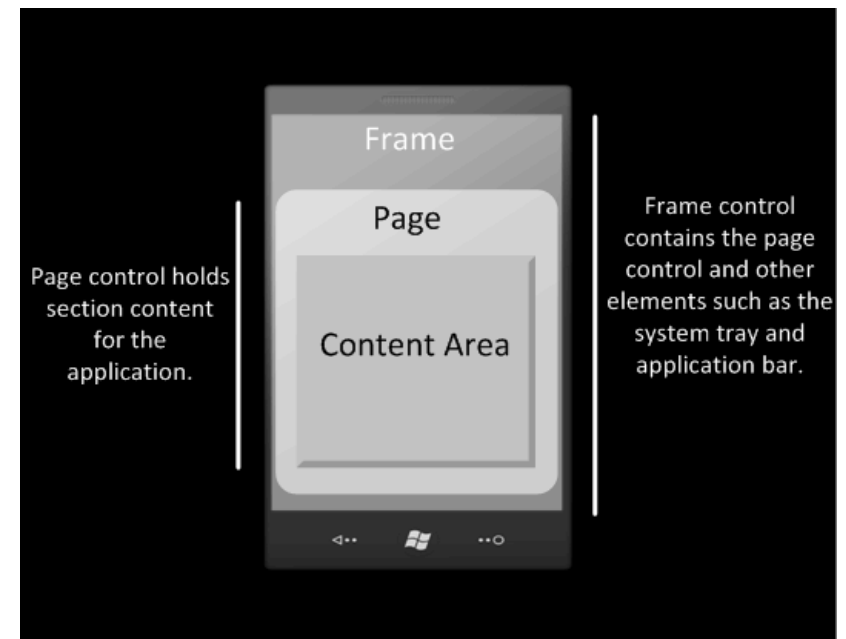 Frame
Page
Content Area
Page control holds
section content
for the
application.
Frame control
contains the page
control and other
elements such as the
system tray and
application bar.